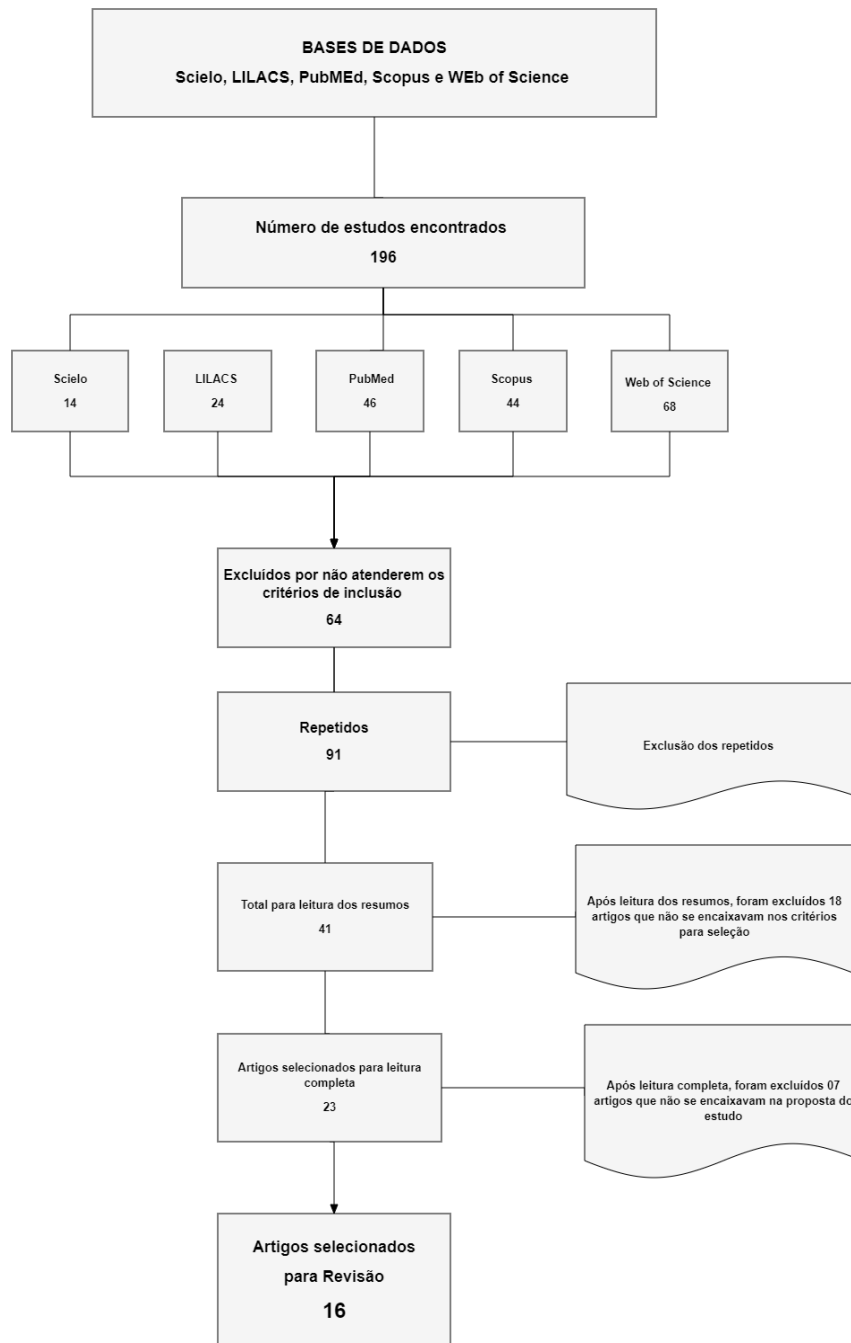 BASES DE DADOS
Scielo, LILACS, PubMEd, Scopus e WEb of Science
Número de estudos encontrados
196
Scielo
14
LILACS
24
PubMed
46
Scopus
44
Web of Science
68
Excluídos por não atenderem os
critérios de inclusão
64
Repetidos
91
Exclusão dos repetidos
Total para leitura dos resumos
41
Após leitura dos resumos, foram excluídos 18
artigos que não se encaixavam nos critérios
para seleção
Artigos selecionados para leitura
completa
23
Após leitura completa, foram excluídos 07
artigos que não se encaixavam na proposta do
estudo
Artigos selecionados
para Revisão
16